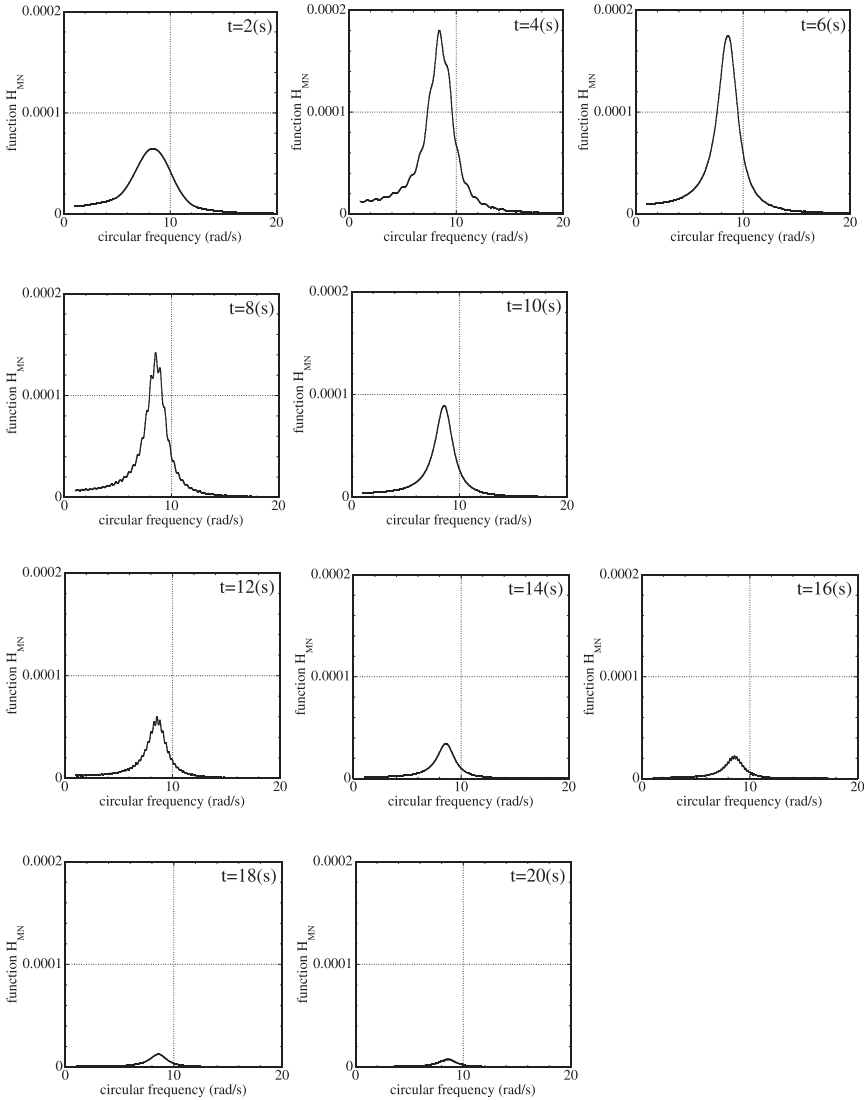 0.0002
t=2(s)
function H_MN
0.0001
0
0
10
20
circular frequency (rad/s)
0.0002
t=4(s)
function H_MN
0.0001
0
0
10
20
circular frequency (rad/s)
0.0002
t=6(s)
function H_MN
0.0001
0
0
10
20
circular frequency (rad/s)
0.0002
t=8(s)
function H_MN
0.0001
0
0
10
20
circular frequency (rad/s)
0.0002
t=10(s)
function H_MN
0.0001
0
0
10
20
circular frequency (rad/s)
0.0002
t=12(s)
function H_MN
0.0001
0
0
10
20
circular frequency (rad/s)
0.0002
t=14(s)
function H_MN
0.0001
0
0
10
20
circular frequency (rad/s)
0.0002
t=16(s)
function H_MN
0.0001
0
0
10
20
circular frequency (rad/s)
0.0002
t=18(s)
function H_MN
0.0001
0
0
10
20
circular frequency (rad/s)
0.0002
t=20(s)
function H_MN
0.0001
0
0
10
20
circular frequency (rad/s)